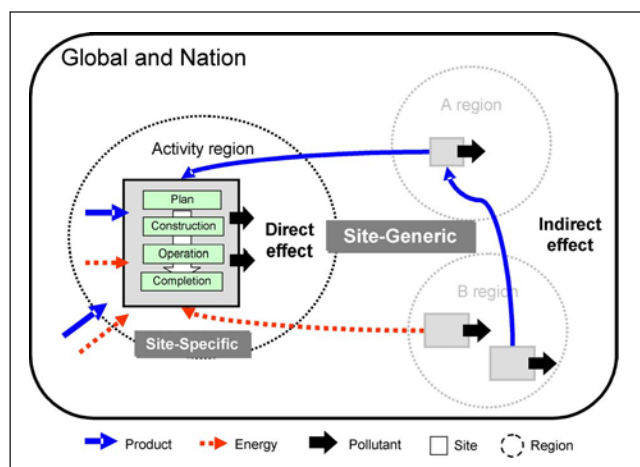 Global and Nation
A region
Activity region
Plan
Construction
Operation
Completion
Direct
effect
Site-Generic
Indirect
effect
B region
Site-Specific
Product
Energy
Pollutant
Site
Region